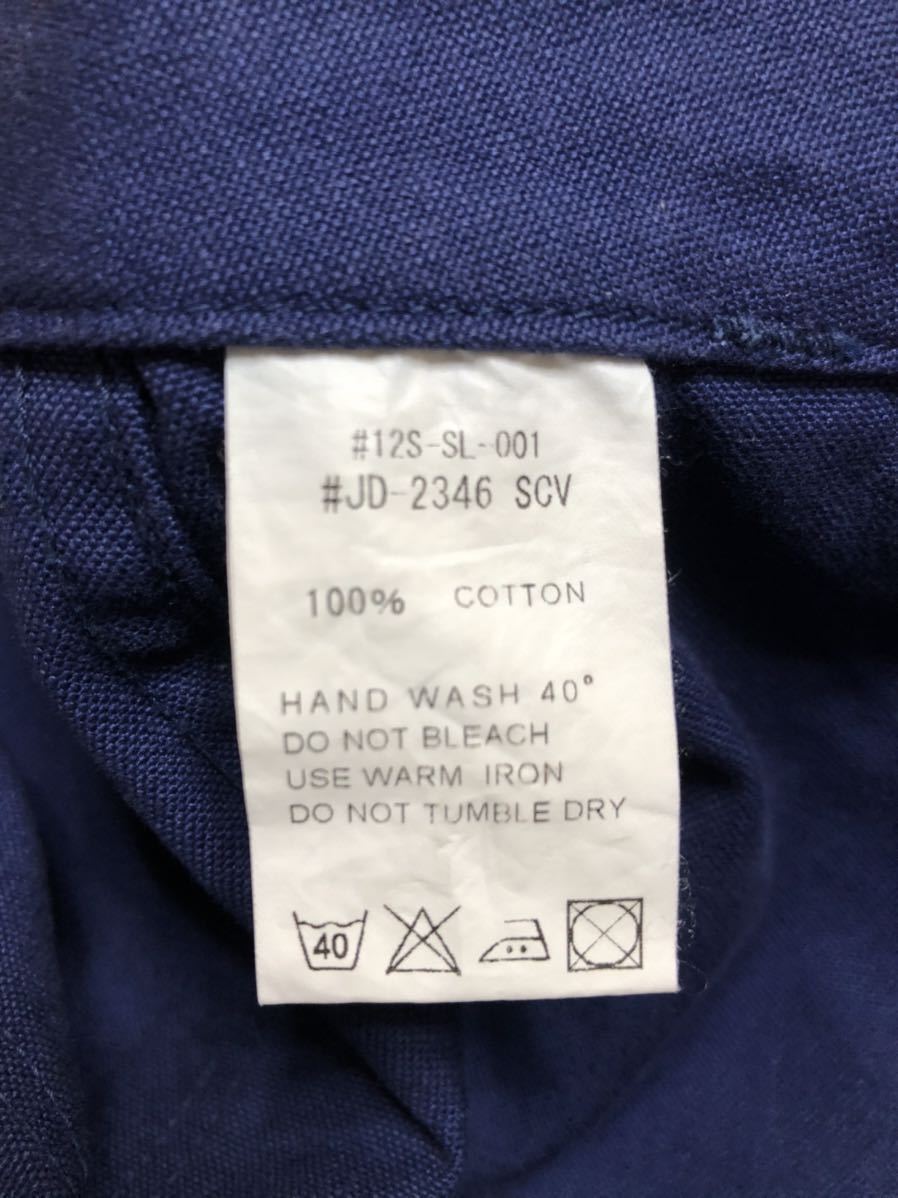 #12S-SL-001
#JD-2346 SCV
100% COTTON
HAND WASH 40°
DO NOT BLEACH
USE WARM IRON
DO NOT TUMBLE DRY
40